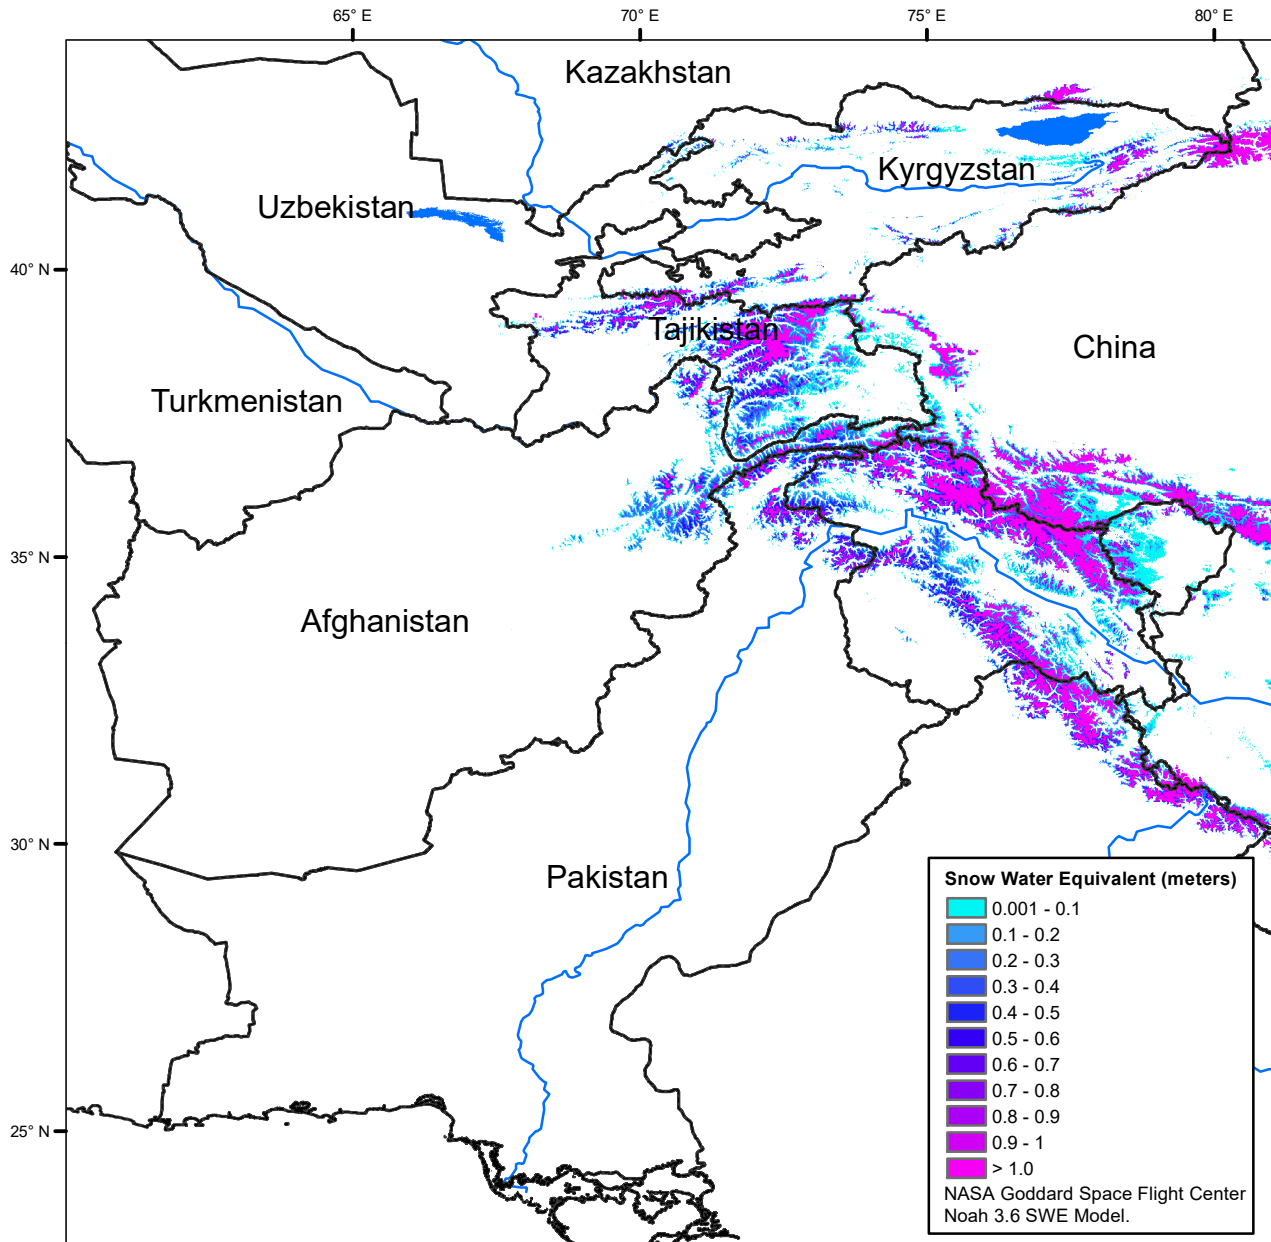 65° E
70° E
75° E
80° E
Kazakhstan
Kyrgyzstan
Uzbekistan
40° N
Tajikistan
China
Turkmenistan
35° N
Afghanistan
30° N
Pakistan
25° N
Snow Water Equivalent (meters)
0.001 - 0.1
0.1 - 0.2
0.2 - 0.3
0.3 - 0.4
0.4 - 0.5
0.5 - 0.6
0.6 - 0.7
0.7 - 0.8
0.8 - 0.9
0.9 - 1
> 1.0
NASA Goddard Space Flight Center
Noah 3.6 SWE Model.